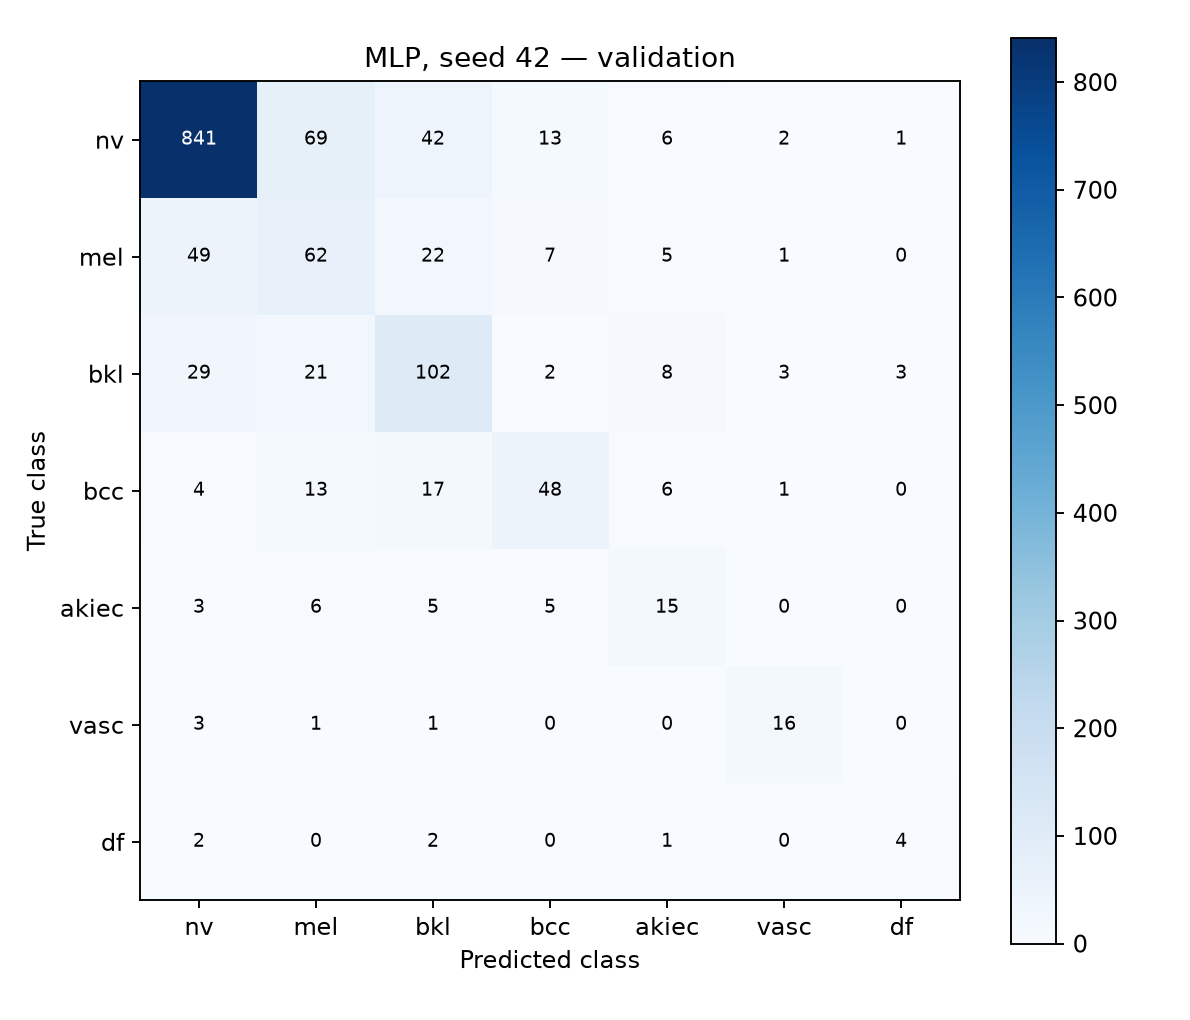 MLP, seed 42 — validation
nv 841 69 42 13 6 2 1
mel 49 62 22 7 5 1 0
bkl 29 21 102 2 8 3 3
bcc 4 13 17 48 6 1 0
akiec 3 6 5 5 15 0 0
vasc 3 1 1 0 0 16 0
df 2 0 2 0 1 0 4
nv mel bkl bcc akiec vasc df
Predicted class
True class
800
700
600
500
400
300
200
100
0